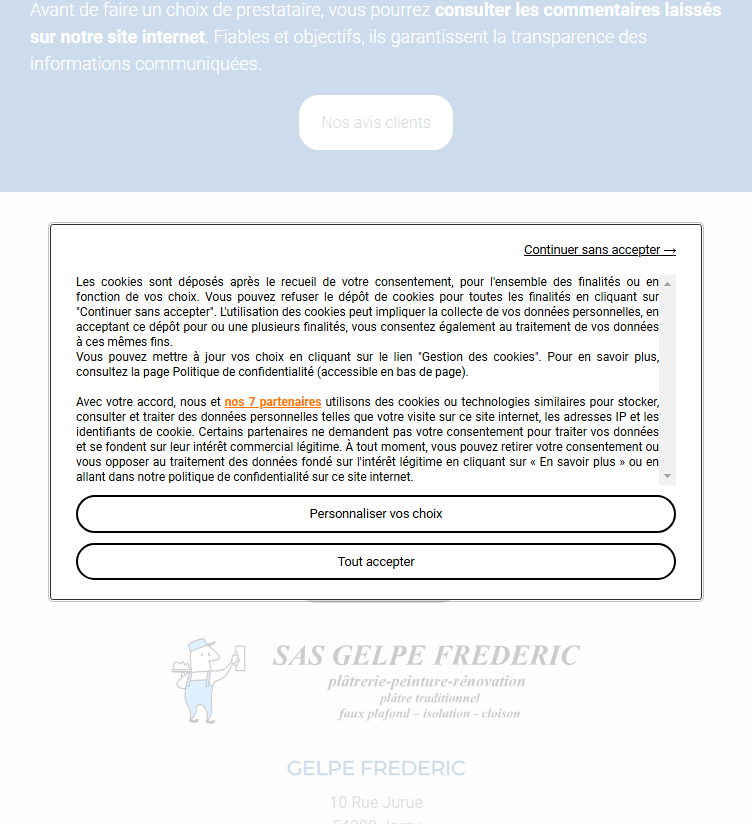 Avant de faire un choix de prestataire, vous pourrez consulter les commentaires laissés
sur notre site internet. Fiables et objectifs, ils garantissent la transparence des
informations communiquées.
Nos avis clients
Continuer sans accepter →
Les cookies sont déposés après le recueil de votre consentement, pour l'ensemble des finalités ou en
fonction de vos choix. Vous pouvez refuser le dépôt de cookies pour toutes les finalités en cliquant sur
"Continuer sans accepter". L'utilisation des cookies peut impliquer la collecte de vos données personnelles, en
acceptant ce dépôt pour ou une plusieurs finalités, vous consentez également au traitement de vos données
à ces mêmes fins.
Vous pouvez mettre à jour vos choix en cliquant sur le lien "Gestion des cookies". Pour en savoir plus,
consultez la page Politique de confidentialité (accessible en bas de page).
Avec votre accord, nous et nos 7 partenaires utilisons des cookies ou technologies similaires pour stocker,
consulter et traiter des données personnelles telles que votre visite sur ce site internet, les adresses IP et les
identifiants de cookie. Certains partenaires ne demandent pas votre consentement pour traiter vos données
et se fondent sur leur intérêt commercial légitime. À tout moment, vous pouvez retirer votre consentement ou
vous opposer au traitement des données fondé sur l'intérêt légitime en cliquant sur « En savoir plus » ou en
allant dans notre politique de confidentialité sur ce site internet.
Personnaliser vos choix
Tout accepter
SAS GELPE FREDERIC
plâtrerie-peinture-rénovation
plâtre traditionnel
faux plafond – isolation - cloison
GELPE FREDERIC
10 Rue Jurue